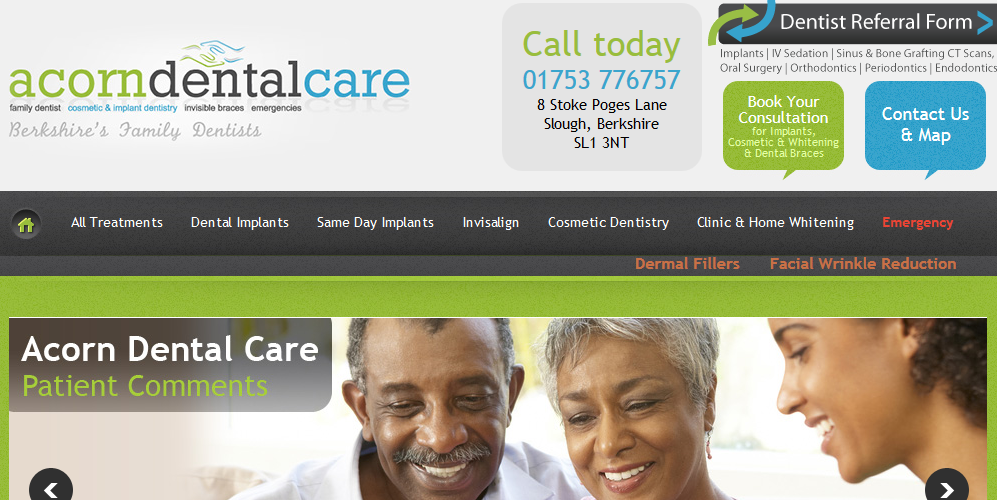 acorndentalcare
family dentist cosmetic & implant dentistry invisible braces emergencies
Berkshire's Family Dentists
Call today
01753 776757
8 Stoke Poges Lane
Slough, Berkshire
SL1 3NT
Dentist Referral Form
Implants | IV Sedation | Sinus & Bone Grafting CT Scans,
Oral Surgery | Orthodontics | Periodontics | Endodontics
Book Your
Consultation
for Implants,
Cosmetic & Whitening
& Dental Braces
Contact Us
& Map
All Treatments Dental Implants Same Day Implants Invisalign Cosmetic Dentistry Clinic & Home Whitening Emergency
Dermal Fillers Facial Wrinkle Reduction
Acorn Dental Care
Patient Comments